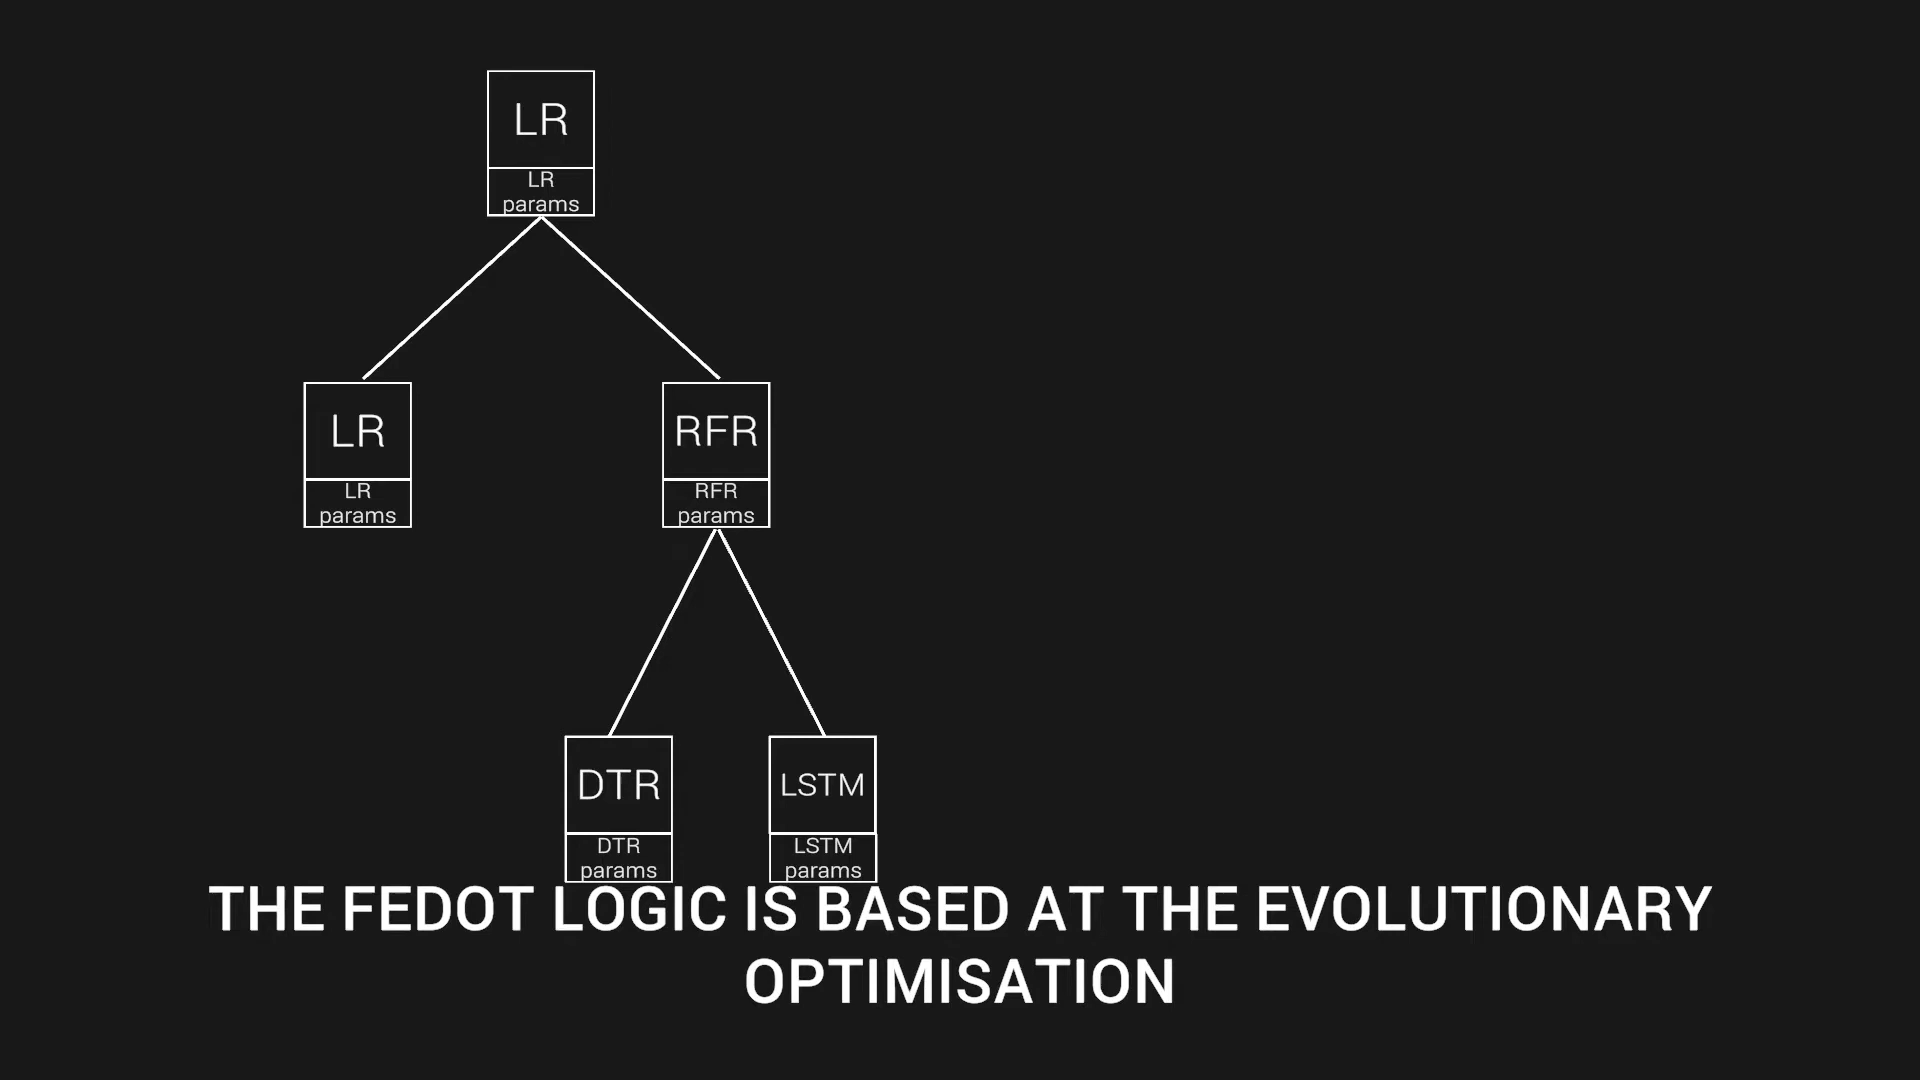 LR
LR
params
LR
LR
params
RFR
RFR
params
DTR
DTR
params
LSTM
LSTM
params
THE FEDOT LOGIC IS BASED AT THE EVOLUTIONARY
OPTIMISATION